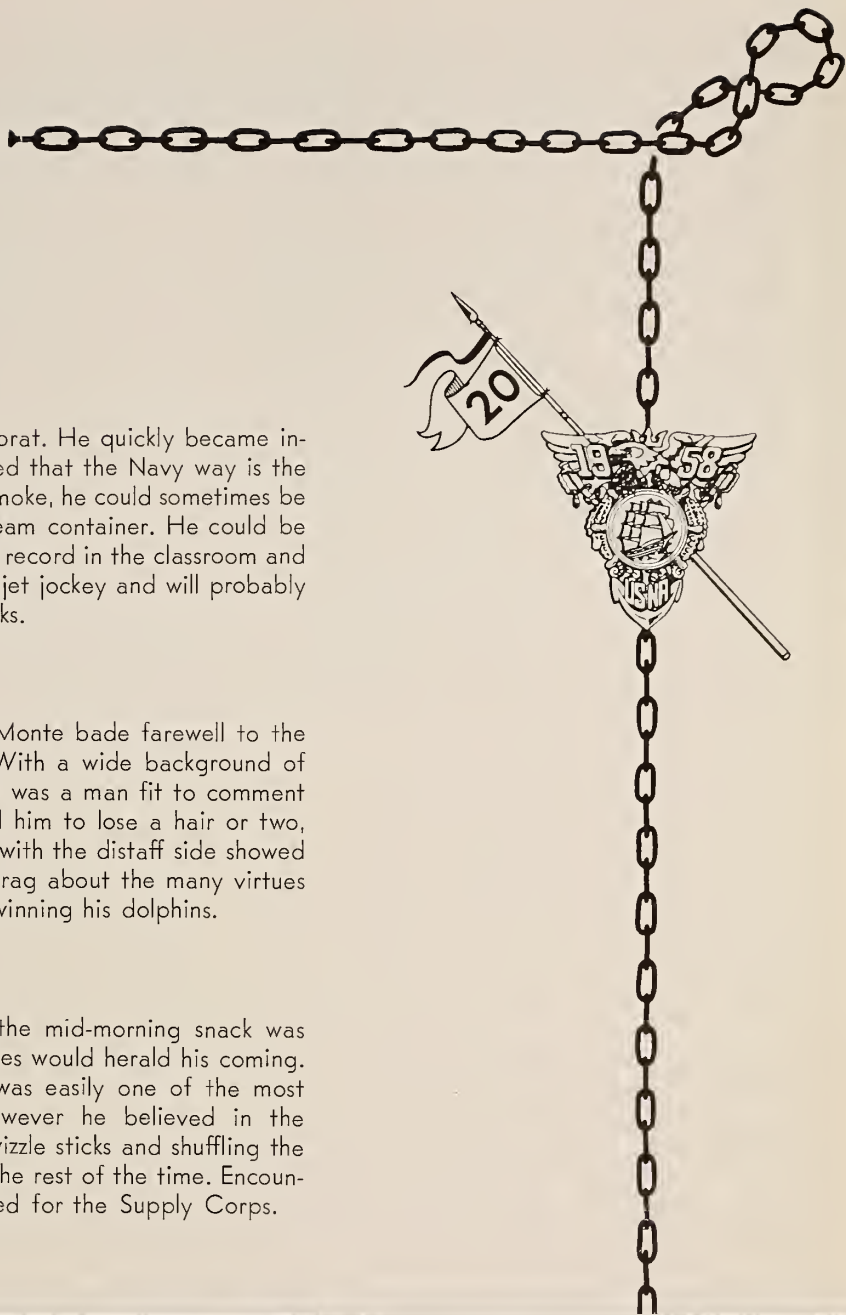 20
19 58
USNA
orat. He quickly became in-
ed that the Navy way is the
moke, he could sometimes be
eam container. He could be
record in the classroom and
jet jockey and will probably
ks.
Monte bade farewell to the
With a wide background of
was a man fit to comment
d him to lose a hair or two,
with the distaff side showed
rag about the many virtues
winning his dolphins.
the mid-morning snack was
es would herald his coming.
was easily one of the most
wever he believed in the
vizzle sticks and shuffling the
he rest of the time. Encoun-
ed for the Supply Corps.